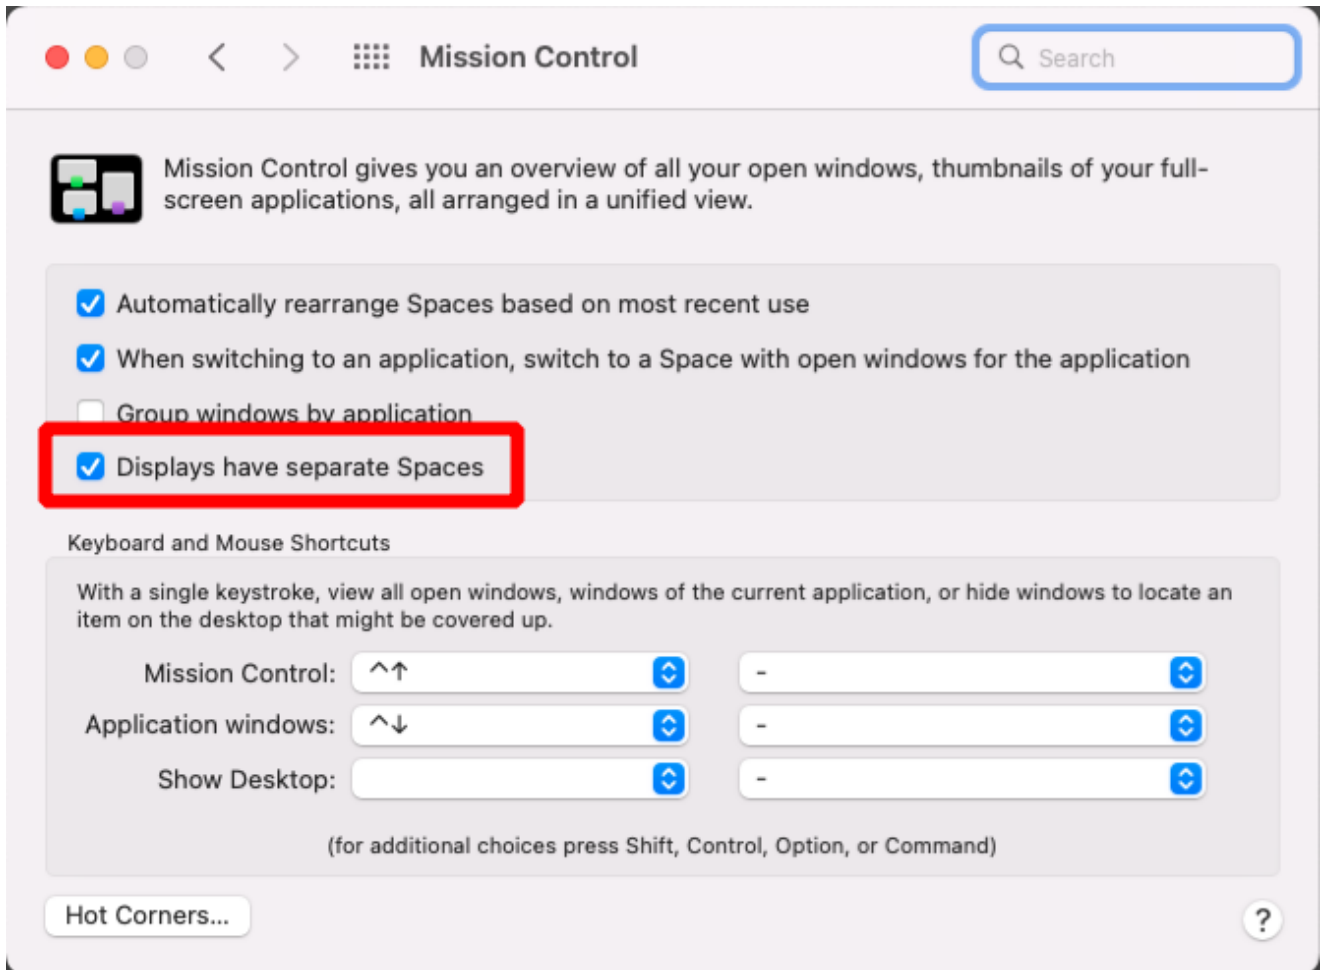 Mission Control
Search
Mission Control gives you an overview of all your open windows, thumbnails of your full-
screen applications, all arranged in a unified view.
Automatically rearrange Spaces based on most recent use
When switching to an application, switch to a Space with open windows for the application
Group windows by application
Displays have separate Spaces
Keyboard and Mouse Shortcuts
With a single keystroke, view all open windows, windows of the current application, or hide windows to locate an
item on the desktop that might be covered up.
Mission Control: ^↑ -
Application windows: ^↓ -
Show Desktop: -
(for additional choices press Shift, Control, Option, or Command)
Hot Corners...
?